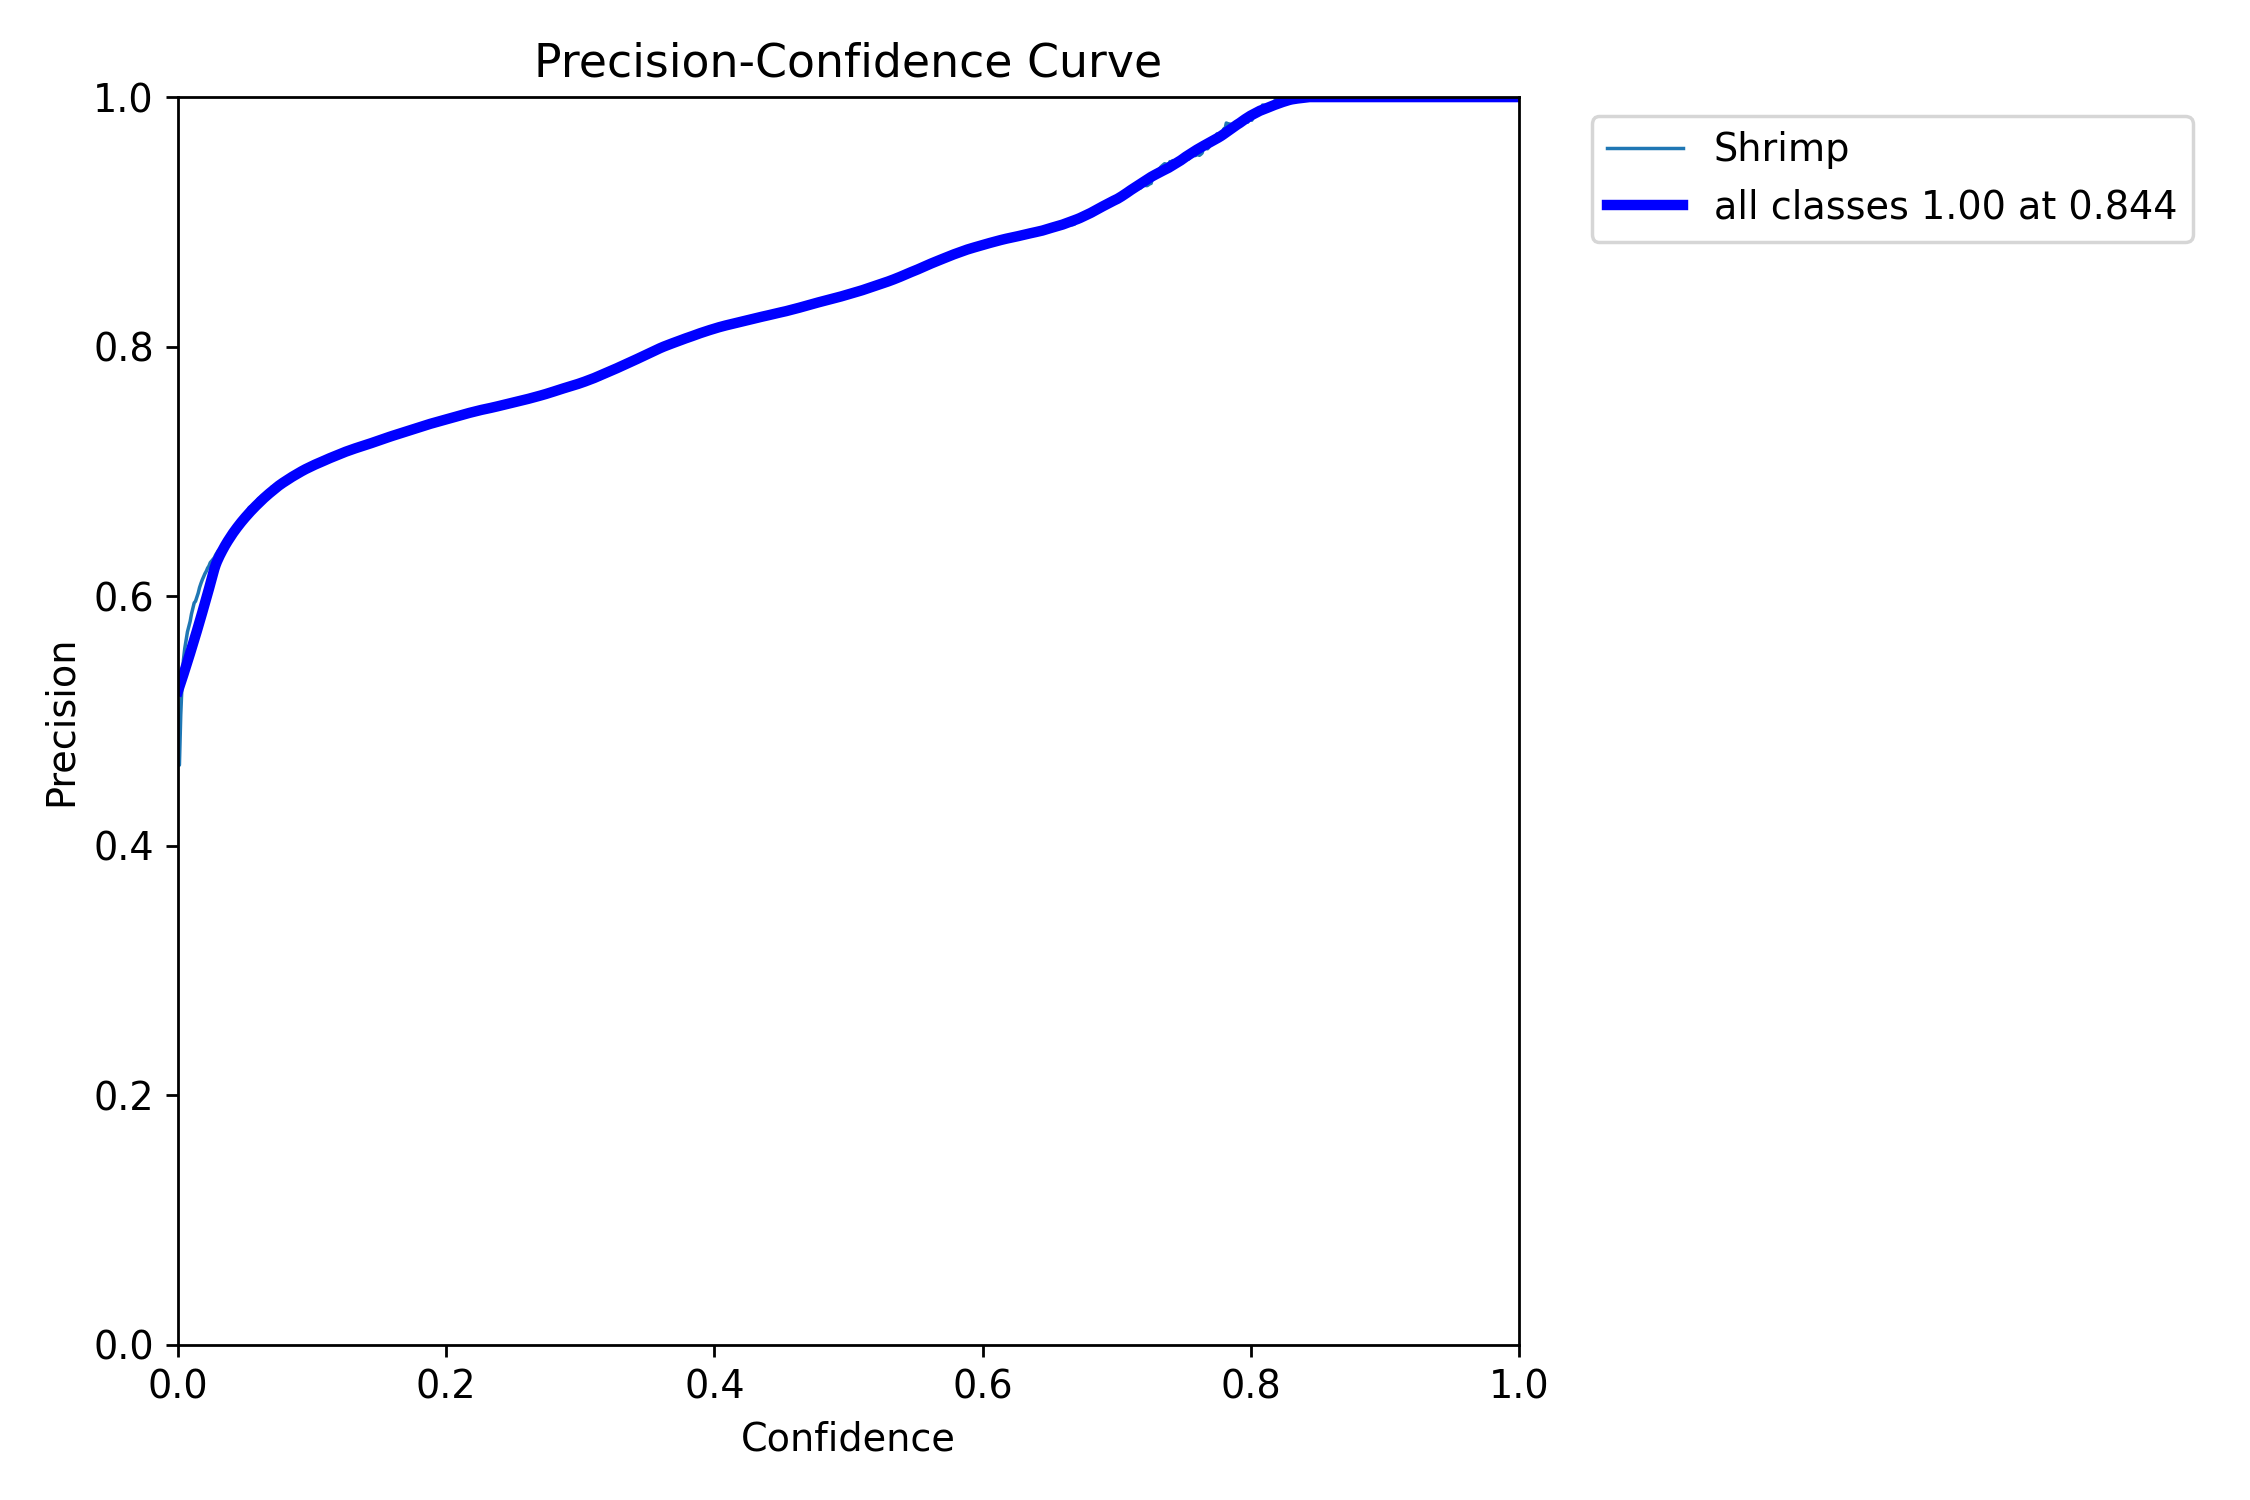 Precision-Confidence Curve
1.0
0.8
0.6
0.4
0.2
0.0
Precision
0.0 0.2 0.4 0.6 0.8 1.0
Confidence
Shrimp
all classes 1.00 at 0.844